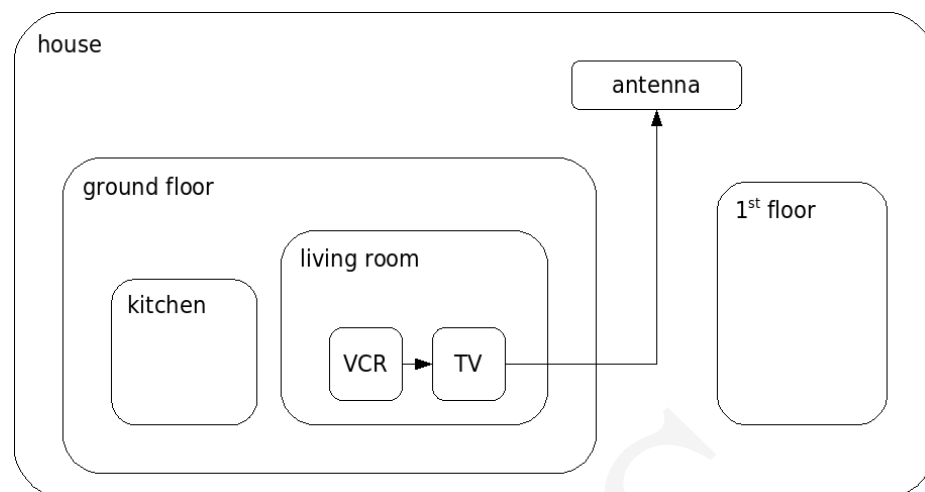 house
antenna
ground floor
1st floor
living room
kitchen
VCR
TV